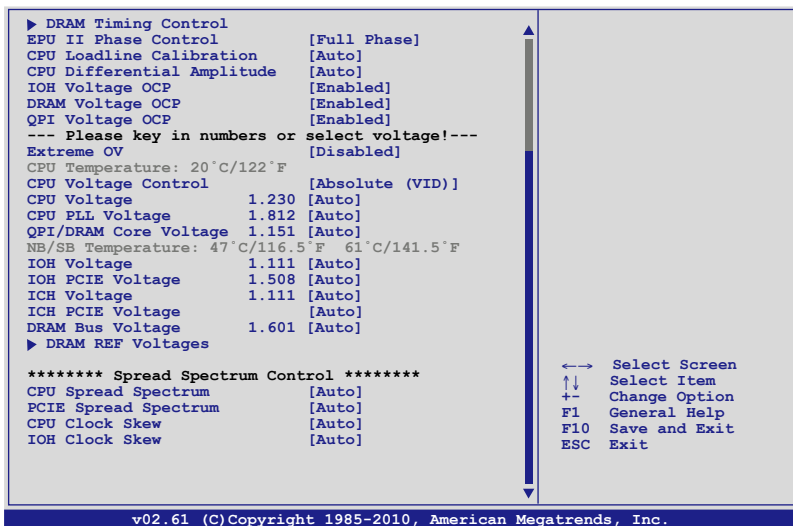 ▶ DRAM Timing Control
EPU II Phase Control [Full Phase]
CPU Loadline Calibration [Auto]
CPU Differential Amplitude [Auto]
IOH Voltage OCP [Enabled]
DRAM Voltage OCP [Enabled]
QPI Voltage OCP [Enabled]
--- Please key in numbers or select voltage!---
Extreme OV [Disabled]
CPU Temperature: 20°C/122°F
CPU Voltage Control [Absolute (VID)]
CPU Voltage 1.230 [Auto]
CPU PLL Voltage 1.812 [Auto]
QPI/DRAM Core Voltage 1.151 [Auto]
NB/SB Temperature: 47°C/116.5°F 61°C/141.5°F
IOH Voltage 1.111 [Auto]
IOH PCIE Voltage 1.508 [Auto]
ICH Voltage 1.111 [Auto]
ICH PCIE Voltage [Auto]
DRAM Bus Voltage 1.601 [Auto]
▶ DRAM REF Voltages
******** Spread Spectrum Control ********
CPU Spread Spectrum [Auto]
PCIE Spread Spectrum [Auto]
CPU Clock Skew [Auto]
IOH Clock Skew [Auto]
←→ Select Screen
↑↓ Select Item
+- Change Option
F1 General Help
F10 Save and Exit
ESC Exit
v02.61 (C)Copyright 1985-2010, American Megatrends, Inc.